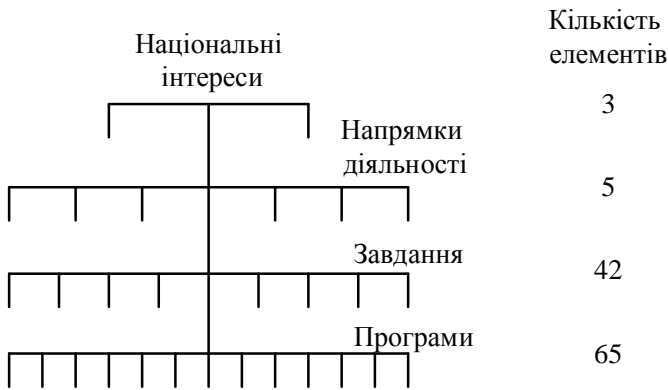 Кількість
елементів
Національні
інтереси
3
Напрямки
діяльності
5
Завдання
42
Програми
65